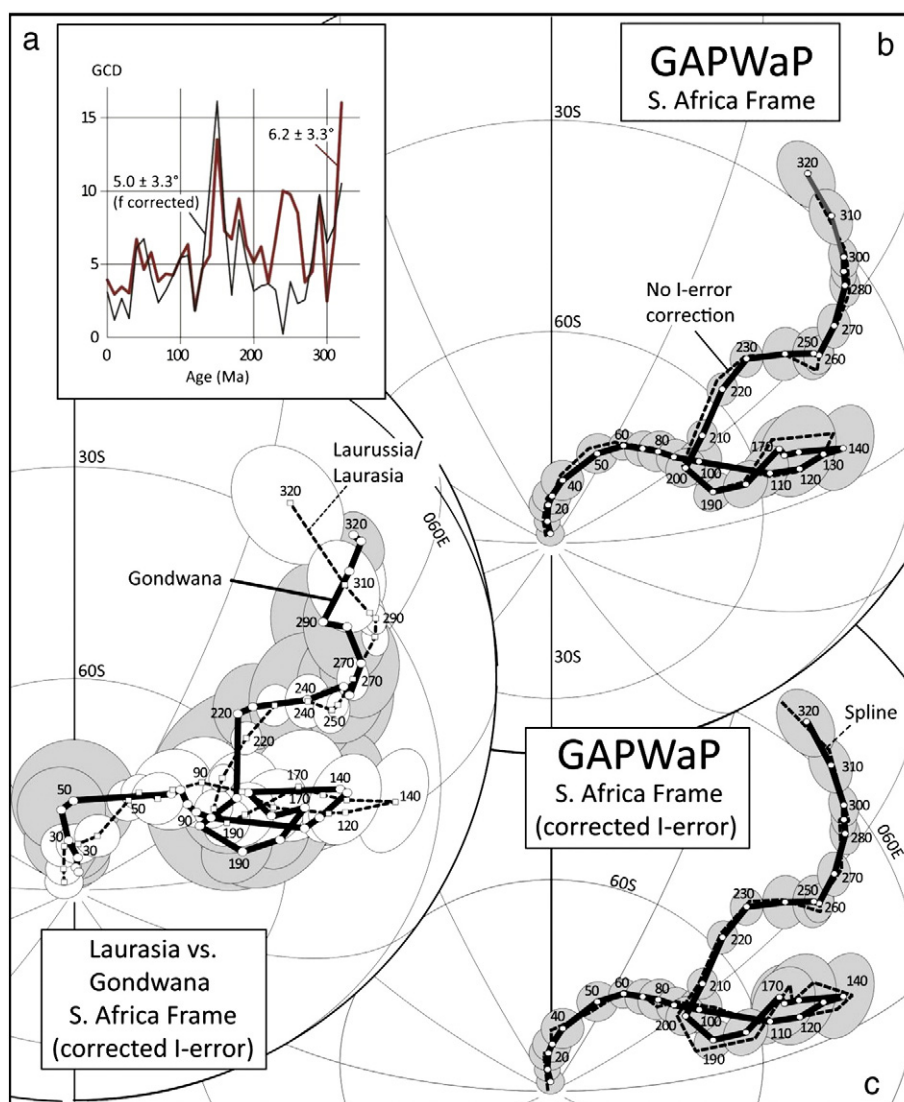 a
GCD
15
10
5
0
6.2 ± 3.3°
5.0 ± 3.3°
(f corrected)
0
100
200
300
Age (Ma)
30S
60S
060E
Laurussia/
Laurasia
Gondwana
320
320
310
290
290
270
270
240
240
250
220
220
50
50
90
90
170
170
140
140
120
190
190
30
30
Laurasia vs.
Gondwana
S. Africa Frame
(corrected I-error)
b
GAPWaP
S. Africa Frame
30S
60S
No I-error
correction
320
310
300
280
270
250
260
230
220
210
60
80
50
40
20
100
200
190
170
140
130
120
110
30S
c
GAPWaP
S. Africa Frame
(corrected I-error)
Spline
60S
060E
320
310
300
280
270
250
260
230
220
210
60
80
50
40
20
100
200
190
170
140
120
110